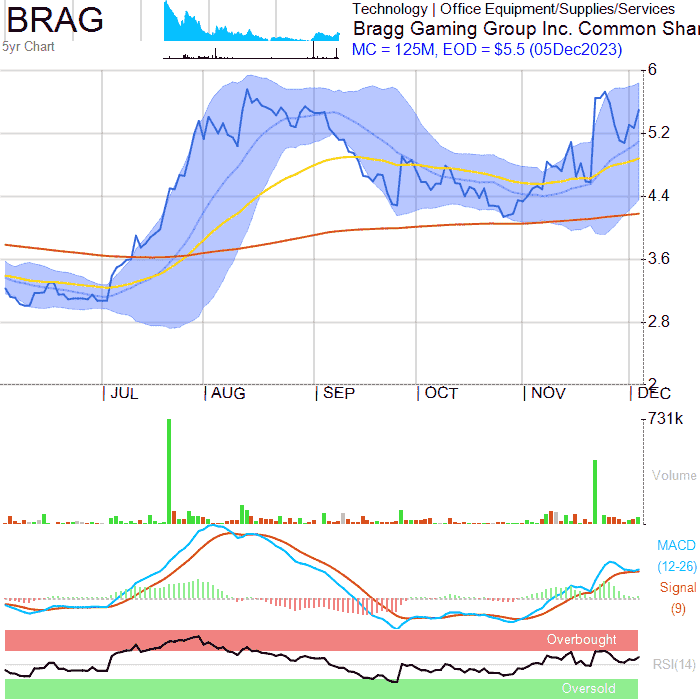 BRAG
5yr Chart
Technology | Office Equipment/Supplies/Services
Bragg Gaming Group Inc. Common Shar
MC = 125M, EOD = $5.5 (05Dec2023)
6
5.2
4.4
3.6
2.8
2
JUL AUG SEP OCT NOV DEC
731k
Volume
MACD
(12-26)
Signal
(9)
Overbought
RSI(14)
Oversold